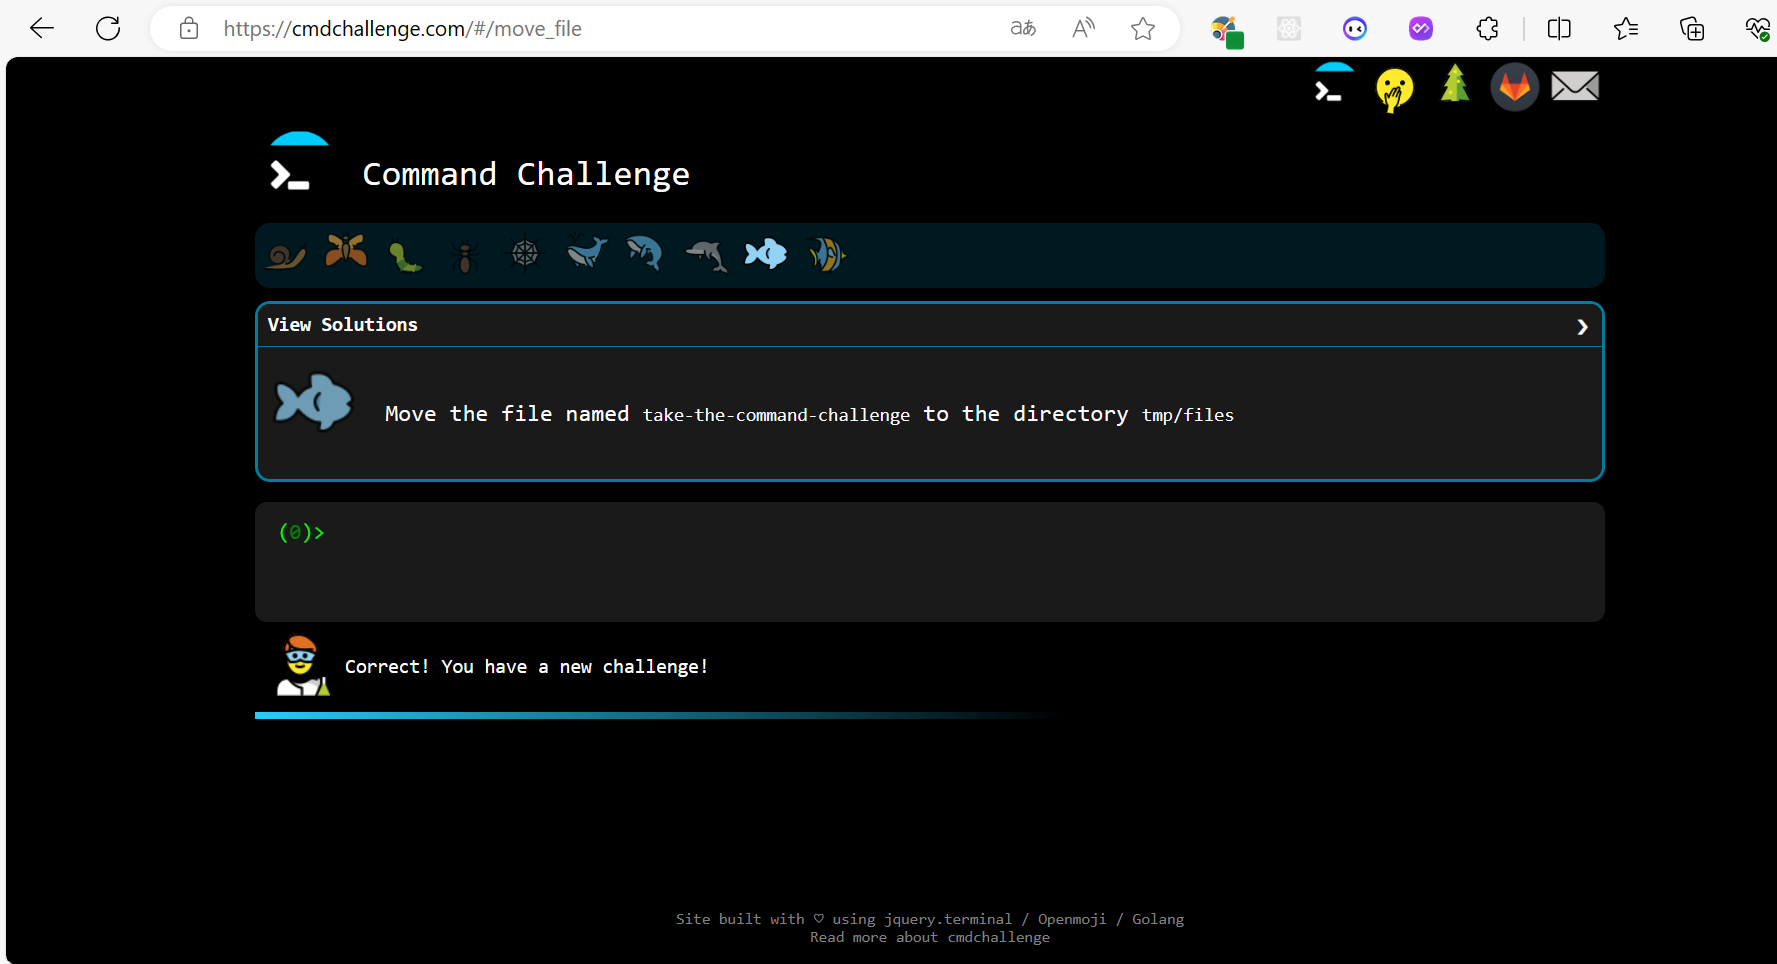 https://cmdchallenge.com/#/move_file
aあ
A
Command Challenge
View Solutions
Move the file named take-the-command-challenge to the directory tmp/files
(0)>
Correct! You have a new challenge!
Site built with ♡ using jquery.terminal / Openmoji / Golang
Read more about cmdchallenge